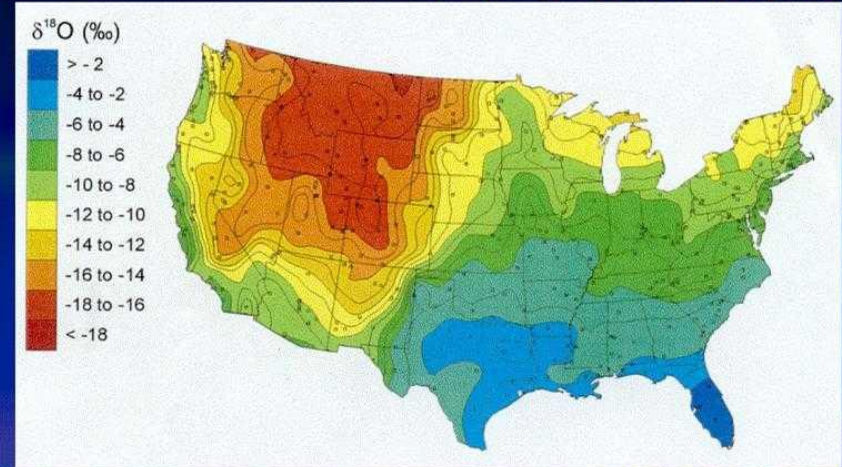 δ¹⁸O (‰)
> - 2
-4 to -2
-6 to -4
-8 to -6
-10 to -8
-12 to -10
-14 to -12
-16 to -14
-18 to -16
< -18